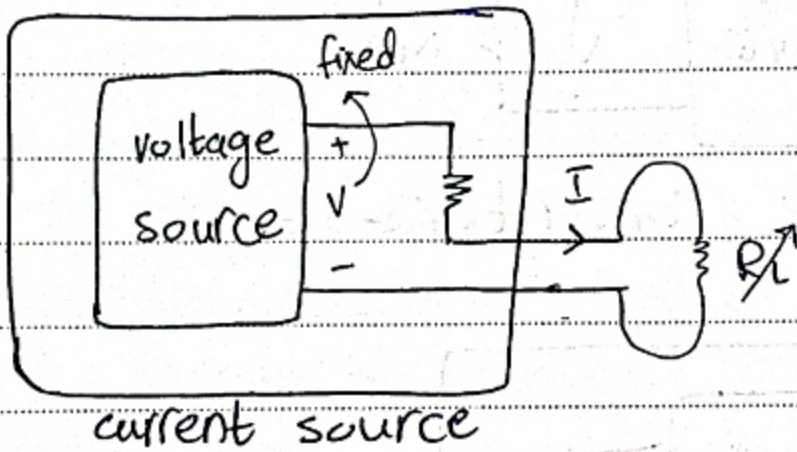 fixed
voltage
+
source
V
I
-
RL
current source